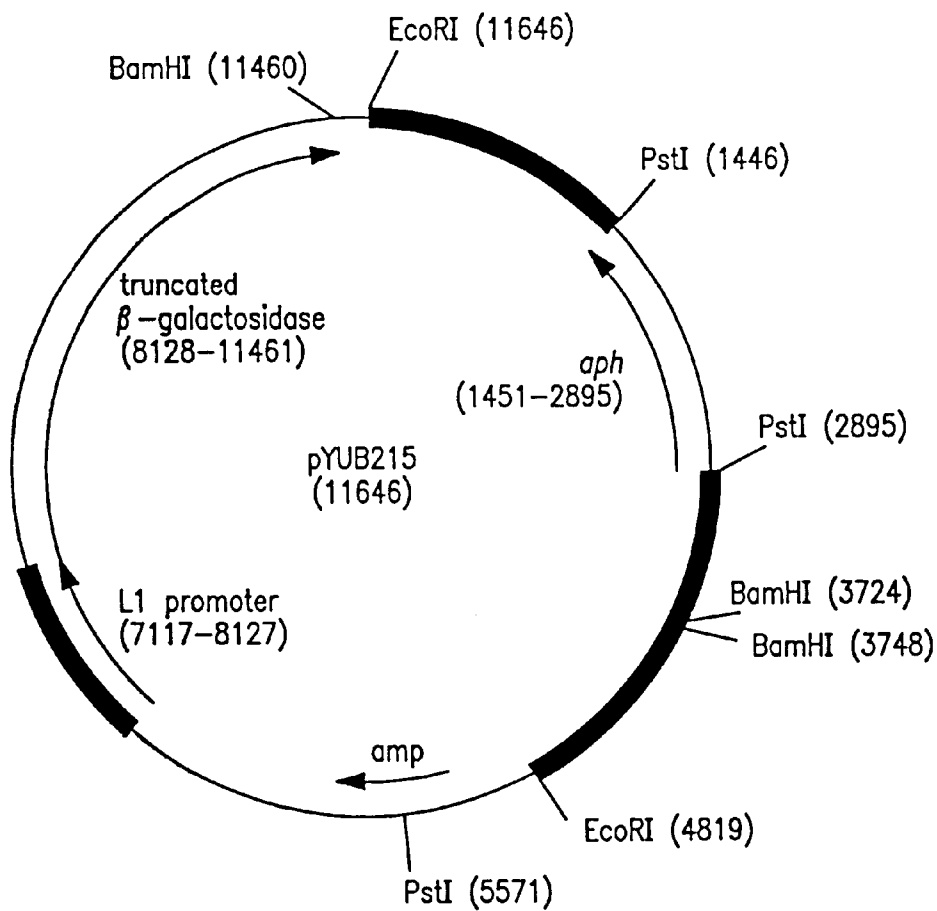 EcoRI (11646)
BamHI (11460)
PstI (1446)
truncated
β-galactosidase
(8128-11461)
aph
(1451-2895)
PstI (2895)
pYUB215
(11646)
BamHI (3724)
L1 promoter
(7117-8127)
BamHI (3748)
amp
EcoRI (4819)
PstI (5571)